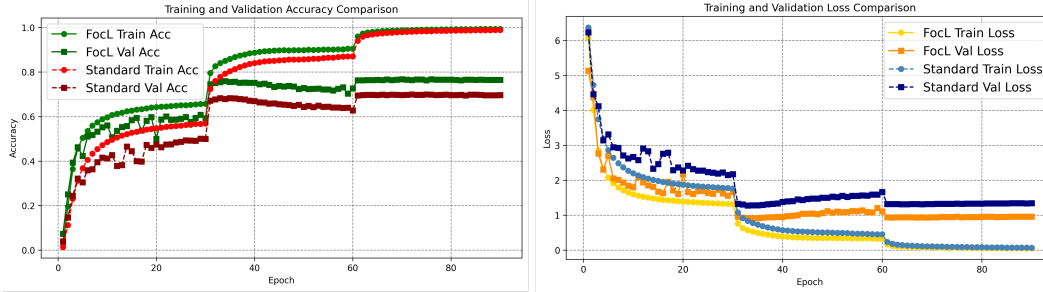 Training and Validation Accuracy Comparison
FocL Train Acc
FocL Val Acc
Standard Train Acc
Standard Val Acc
1.0
0.8
0.6
0.4
0.2
0.0
Accuracy
0
20
40
60
80
Epoch
Training and Validation Loss Comparison
FocL Train Loss
FocL Val Loss
Standard Train Loss
Standard Val Loss
6
5
4
3
2
1
0
Loss
0
20
40
60
80
Epoch